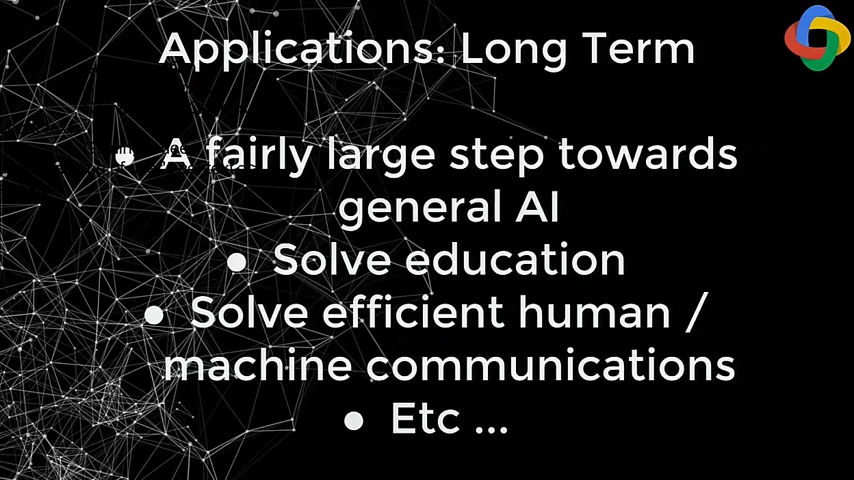 Applications: Long Term
● A fairly large step towards
general AI
● Solve education
● Solve efficient human /
machine communications
● Etc ...